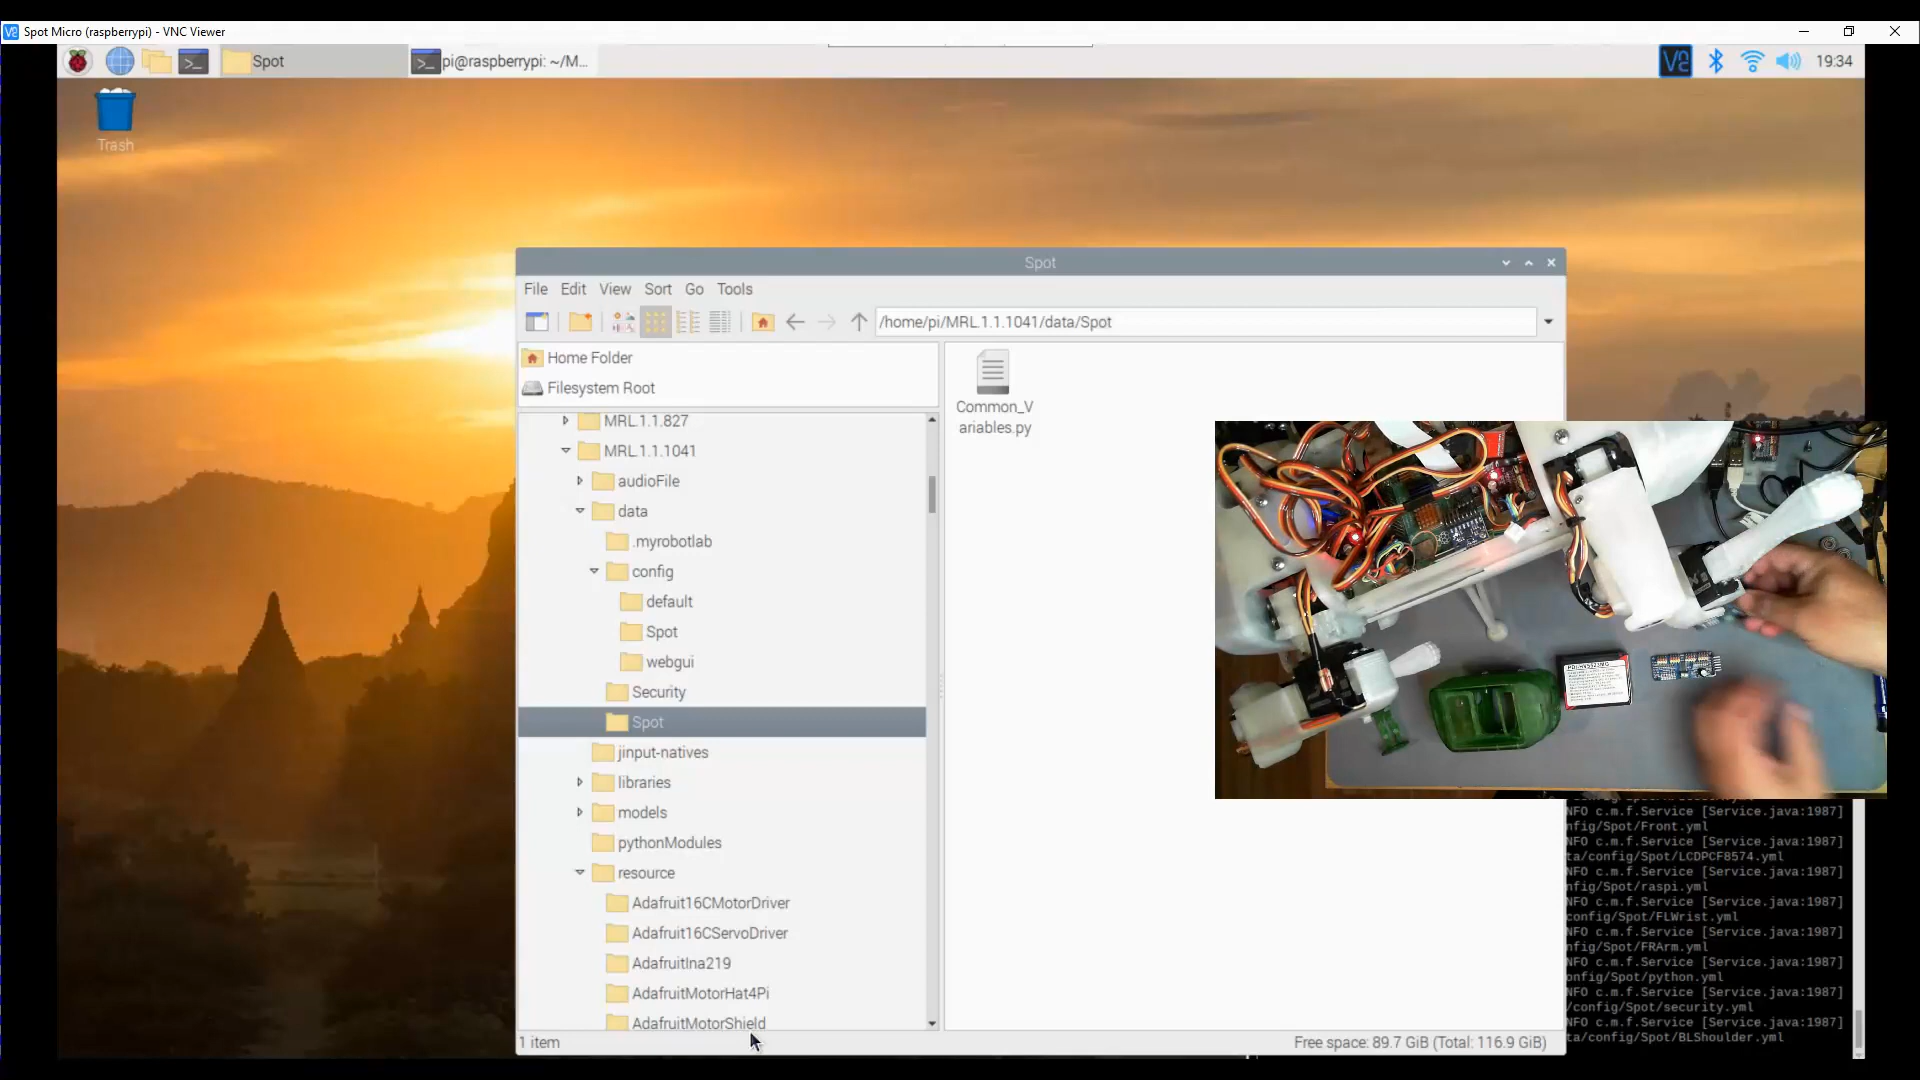 Spot Micro (raspberrypi) - VNC Viewer
Spot
pi@raspberrypi: ~/M...
19:34
Trash
Spot
File Edit View Sort Go Tools
/home/pi/MRL.1.1.1041/data/Spot
Home Folder
Filesystem Root
MRL.1.1.827
MRL.1.1.1041
audioFile
data
.myrobotlab
config
default
Spot
webgui
Security
Spot
jinput-natives
libraries
models
pythonModules
resource
Adafruit16CMotorDriver
Adafruit16CServoDriver
AdafruitIna219
AdafruitMotorHat4Pi
AdafruitMotorShield
Common_V
ariables.py
NFO c.m.f.Service [Service.java:1987]
nfig/Spot/Front.yml
NFO c.m.f.Service [Service.java:1987]
ta/config/Spot/LCDPCF8574.yml
NFO c.m.f.Service [Service.java:1987]
nfig/Spot/raspi.yml
NFO c.m.f.Service [Service.java:1987]
config/Spot/FLWrist.yml
NFO c.m.f.Service [Service.java:1987]
nfig/Spot/FRArm.yml
NFO c.m.f.Service [Service.java:1987]
onfig/Spot/python.yml
NFO c.m.f.Service [Service.java:1987]
/config/Spot/security.yml
NFO c.m.f.Service [Service.java:1987]
ta/config/Spot/BLShoulder.yml
1 item
Free space: 89.7 GiB (Total: 116.9 GiB)